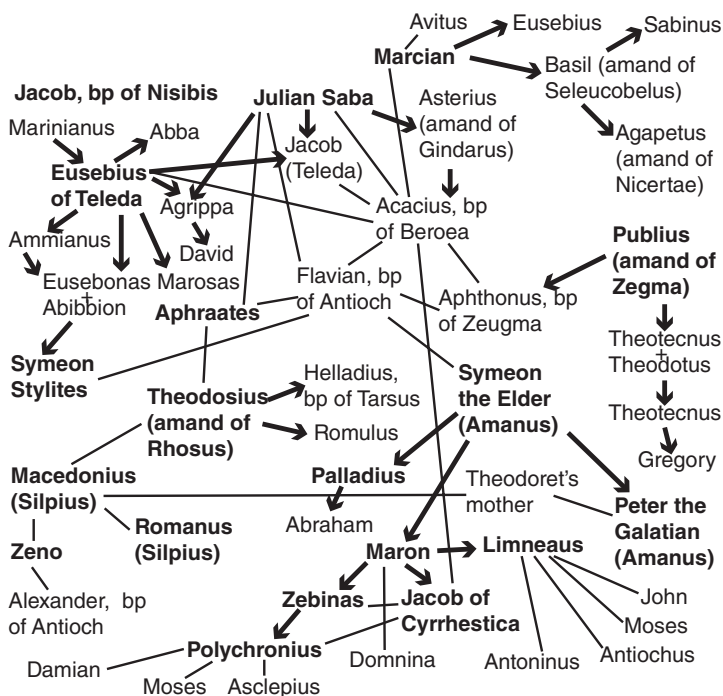 Avitus
Eusebius
Sabinus
Marcian
Basil (amand of
Seleucobelus)
Jacob, bp of Nisibis
Julian Saba
Asterius
(amand of
Gindarus)
Marinianus
Abba
Jacob
(Teleda)
Agapetus
(amand of
Nicertae)
Eusebius
of Teleda
Agrippa
Acacius, bp
of Beroea
Ammianus
David
Publius
(amand of
Zegma)
Eusebonas
+
Abibbion
Marosas
Flavian, bp
of Antioch
Aphthonus, bp
of Zeugma
Aphraates
Theotecnus
+
Theodotus
Symeon
Stylites
Theodosius
(amand of
Rhosus)
Helladius,
bp of Tarsus
Romulus
Symeon
the Elder
(Amanus)
Theotecnus
Gregory
Macedonius
(Silpius)
Palladius
Theodoret's
mother
Peter the
Galatian
(Amanus)
Romanus
(Silpius)
Abraham
Zeno
Maron
Limneaus
Alexander, bp
of Antioch
Zebinas
Jacob of
Cyrrhestica
John
Moses
Polychronius
Antiochus
Damian
Moses
Asclepius
Domnina
Antoninus